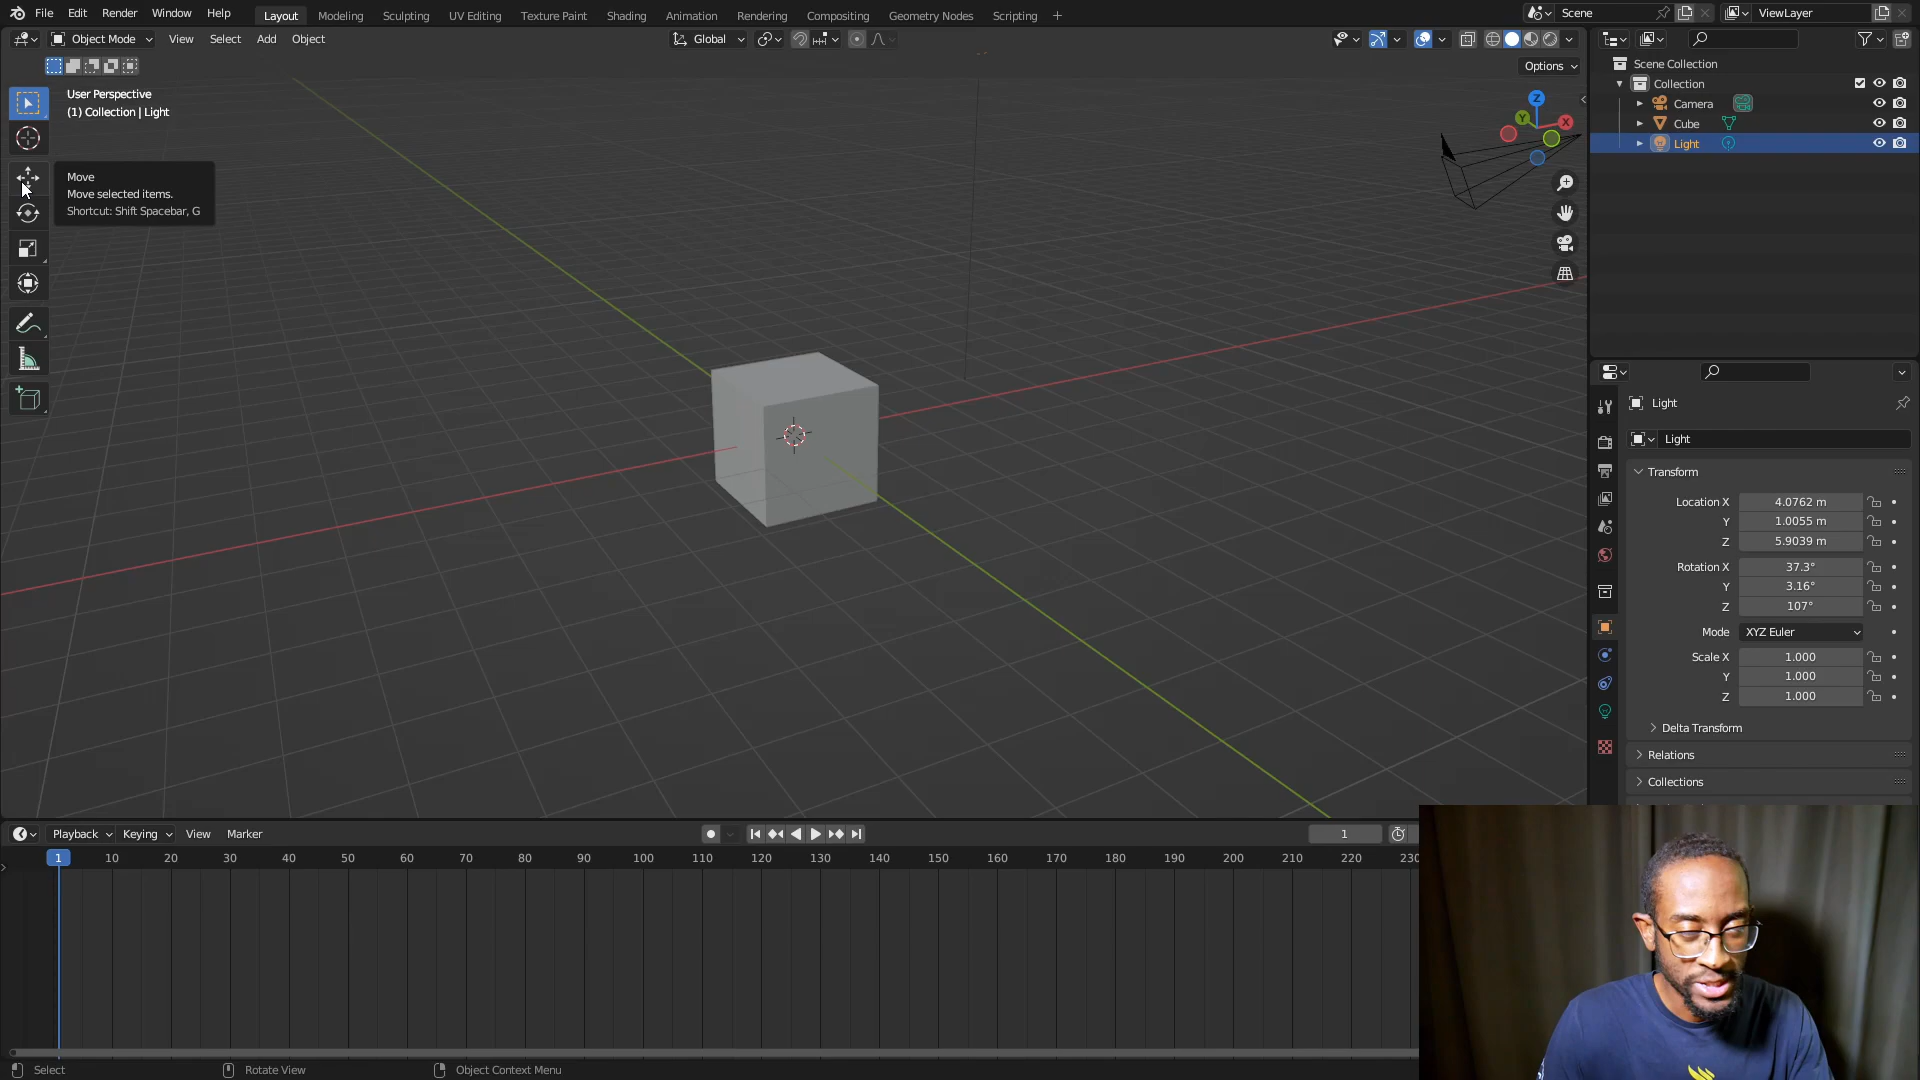 File Edit Render Window Help
Layout Modeling Sculpting UV Editing Texture Paint Shading Animation Rendering Compositing Geometry Nodes Scripting +
Scene
ViewLayer
Object Mode View Select Add Object
Global
Options
User Perspective
(1) Collection | Light
Move
Move selected items.
Shortcut: Shift Spacebar, G
Z
Y
X
Scene Collection
Collection
Camera
Cube
Light
Light
Light
Transform
Location X 4.0762 m
Y 1.0055 m
Z 5.9039 m
Rotation X 37.3°
Y 3.16°
Z 107°
Mode XYZ Euler
Scale X 1.000
Y 1.000
Z 1.000
Delta Transform
Relations
Collections
Playback Keying View Marker
1
1 10 20 30 40 50 60 70 80 90 100 110 120 130 140 150 160 170 180 190 200 210 220 230
Select Rotate View Object Context Menu